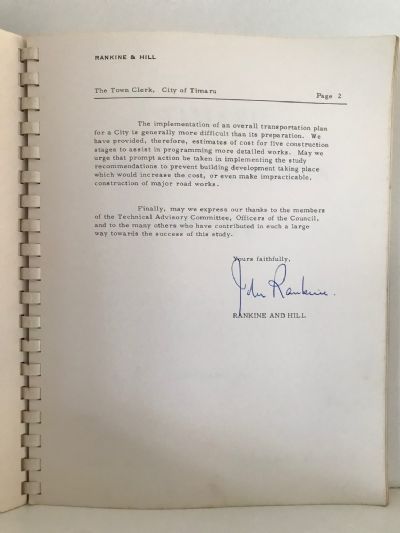 RANKINE & HILL
The Town Clerk, City of Timaru Page 2
The implementation of an overall transportation plan
for a City is generally more difficult than its preparation. We
have provided, therefore, estimates of cost for five construction
stages to assist in programming more detailed works. May we
urge that prompt action be taken in implementing the study
recommendations to prevent building development taking place
which would increase the cost, or even make impracticable,
construction of major road works.
Finally, may we express our thanks to the members
of the Technical Advisory Committee, Officers of the Council,
and to the many others who have contributed in such a large
way towards the success of this study.
Yours faithfully,
John Rankine.
RANKINE AND HILL